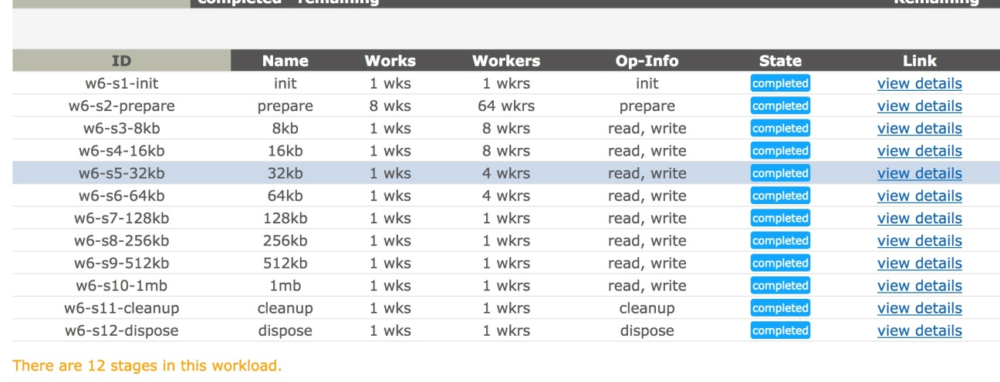 completed remaining Remaining
ID Name Works Workers Op-Info State Link
w6-s1-init init 1 wks 1 wkrs init completed view details
w6-s2-prepare prepare 8 wks 64 wkrs prepare completed view details
w6-s3-8kb 8kb 1 wks 8 wkrs read, write completed view details
w6-s4-16kb 16kb 1 wks 8 wkrs read, write completed view details
w6-s5-32kb 32kb 1 wks 4 wkrs read, write completed view details
w6-s6-64kb 64kb 1 wks 4 wkrs read, write completed view details
w6-s7-128kb 128kb 1 wks 1 wkrs read, write completed view details
w6-s8-256kb 256kb 1 wks 1 wkrs read, write completed view details
w6-s9-512kb 512kb 1 wks 1 wkrs read, write completed view details
w6-s10-1mb 1mb 1 wks 1 wkrs read, write completed view details
w6-s11-cleanup cleanup 1 wks 1 wkrs cleanup completed view details
w6-s12-dispose dispose 1 wks 1 wkrs dispose completed view details
There are 12 stages in this workload.